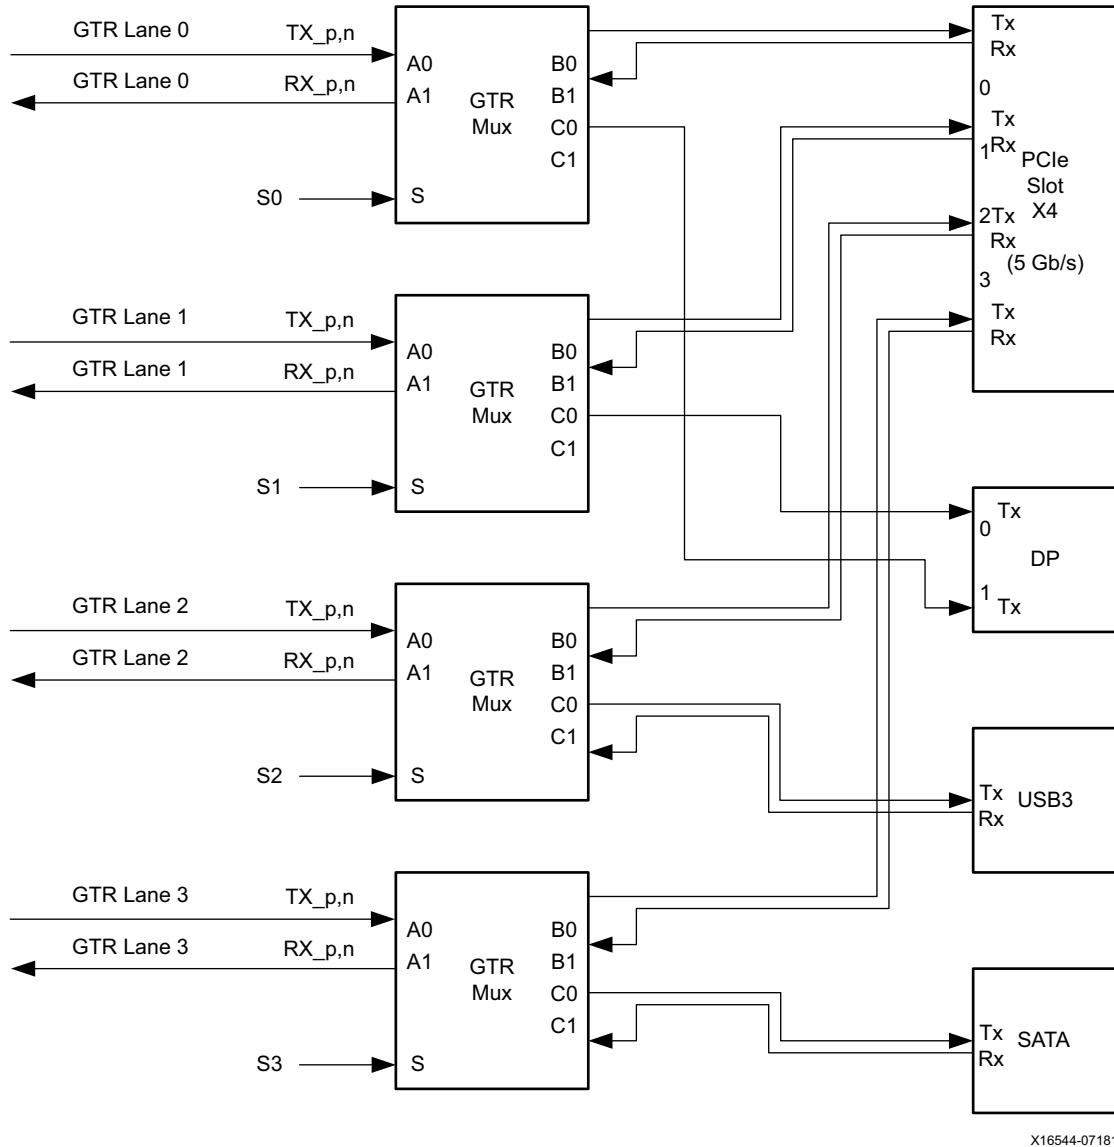 GTR Lane 0 TX_p,n
GTR Lane 0 RX_p,n
A0
A1
S0
S
GTR
Mux
B0
B1
C0
C1
GTR Lane 1 TX_p,n
GTR Lane 1 RX_p,n
A0
A1
S1
S
GTR
Mux
B0
B1
C0
C1
GTR Lane 2 TX_p,n
GTR Lane 2 RX_p,n
A0
A1
S2
S
GTR
Mux
B0
B1
C0
C1
GTR Lane 3 TX_p,n
GTR Lane 3 RX_p,n
A0
A1
S3
S
GTR
Mux
B0
B1
C0
C1
Tx
Rx
0
Tx
Rx
1
PCIe
Slot
X4
2
Tx
Rx
(5 Gb/s)
3
Tx
Rx
Tx
0
DP
1
Tx
Tx
Rx
USB3
Tx
Rx
SATA